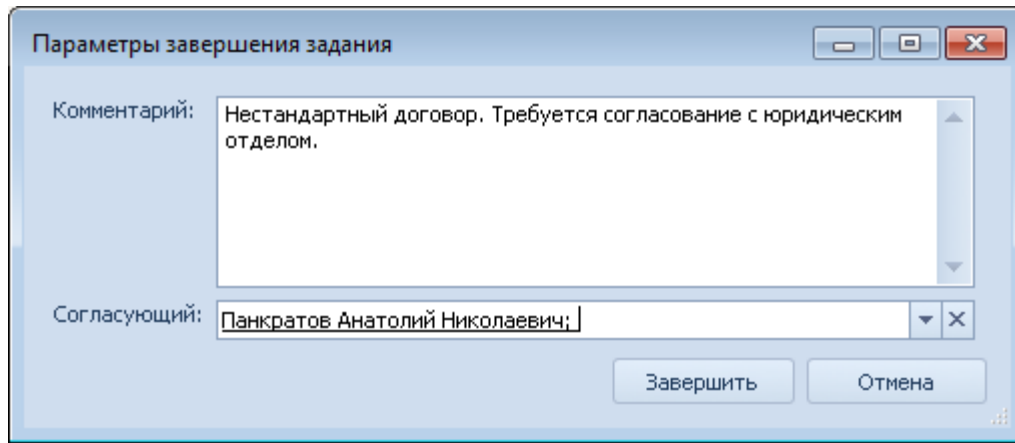 Параметры завершения задания
Комментарий:
Нестандартный договор. Требуется согласование с юридическим
отделом.
Согласующий:
Панкратов Анатолий Николаевич;
Завершить
Отмена